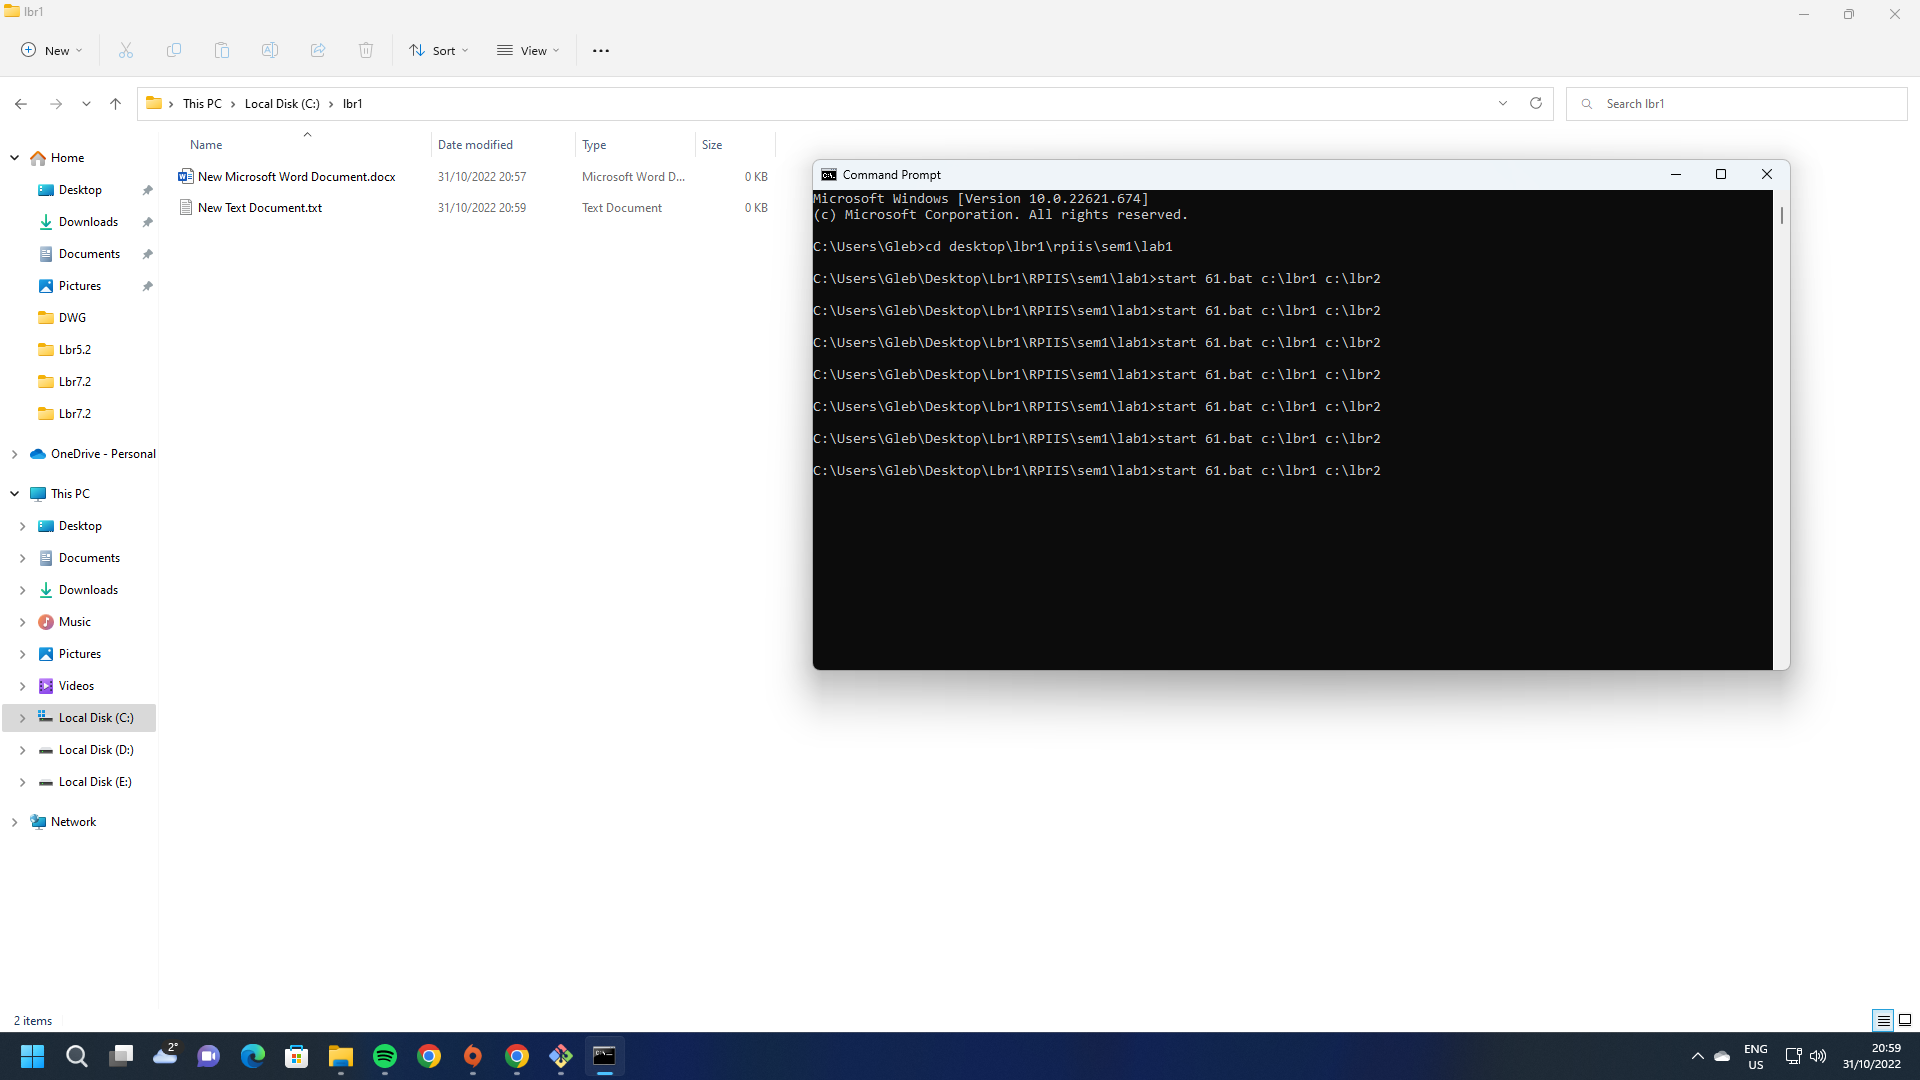 lbr1
New
Sort
View
This PC
Local Disk (C:)
lbr1
Search lbr1
Name
Date modified
Type
Size
New Microsoft Word Document.docx
31/10/2022 20:57
Microsoft Word D...
0 KB
New Text Document.txt
31/10/2022 20:59
Text Document
0 KB
Home
Desktop
Downloads
Documents
Pictures
DWG
Lbr5.2
Lbr7.2
Lbr7.2
OneDrive - Personal
This PC
Desktop
Documents
Downloads
Music
Pictures
Videos
Local Disk (C:)
Local Disk (D:)
Local Disk (E:)
Network
Command Prompt
Microsoft Windows [Version 10.0.22621.674]
(c) Microsoft Corporation. All rights reserved.
C:\Users\Gleb>cd desktop\lbr1\rpiis\sem1\lab1
C:\Users\Gleb\Desktop\Lbr1\RPIIS\sem1\lab1>start 61.bat c:\lbr1 c:\lbr2
C:\Users\Gleb\Desktop\Lbr1\RPIIS\sem1\lab1>start 61.bat c:\lbr1 c:\lbr2
C:\Users\Gleb\Desktop\Lbr1\RPIIS\sem1\lab1>start 61.bat c:\lbr1 c:\lbr2
C:\Users\Gleb\Desktop\Lbr1\RPIIS\sem1\lab1>start 61.bat c:\lbr1 c:\lbr2
C:\Users\Gleb\Desktop\Lbr1\RPIIS\sem1\lab1>start 61.bat c:\lbr1 c:\lbr2
C:\Users\Gleb\Desktop\Lbr1\RPIIS\sem1\lab1>start 61.bat c:\lbr1 c:\lbr2
C:\Users\Gleb\Desktop\Lbr1\RPIIS\sem1\lab1>start 61.bat c:\lbr1 c:\lbr2
2 items
2°
ENG
US
20:59
31/10/2022